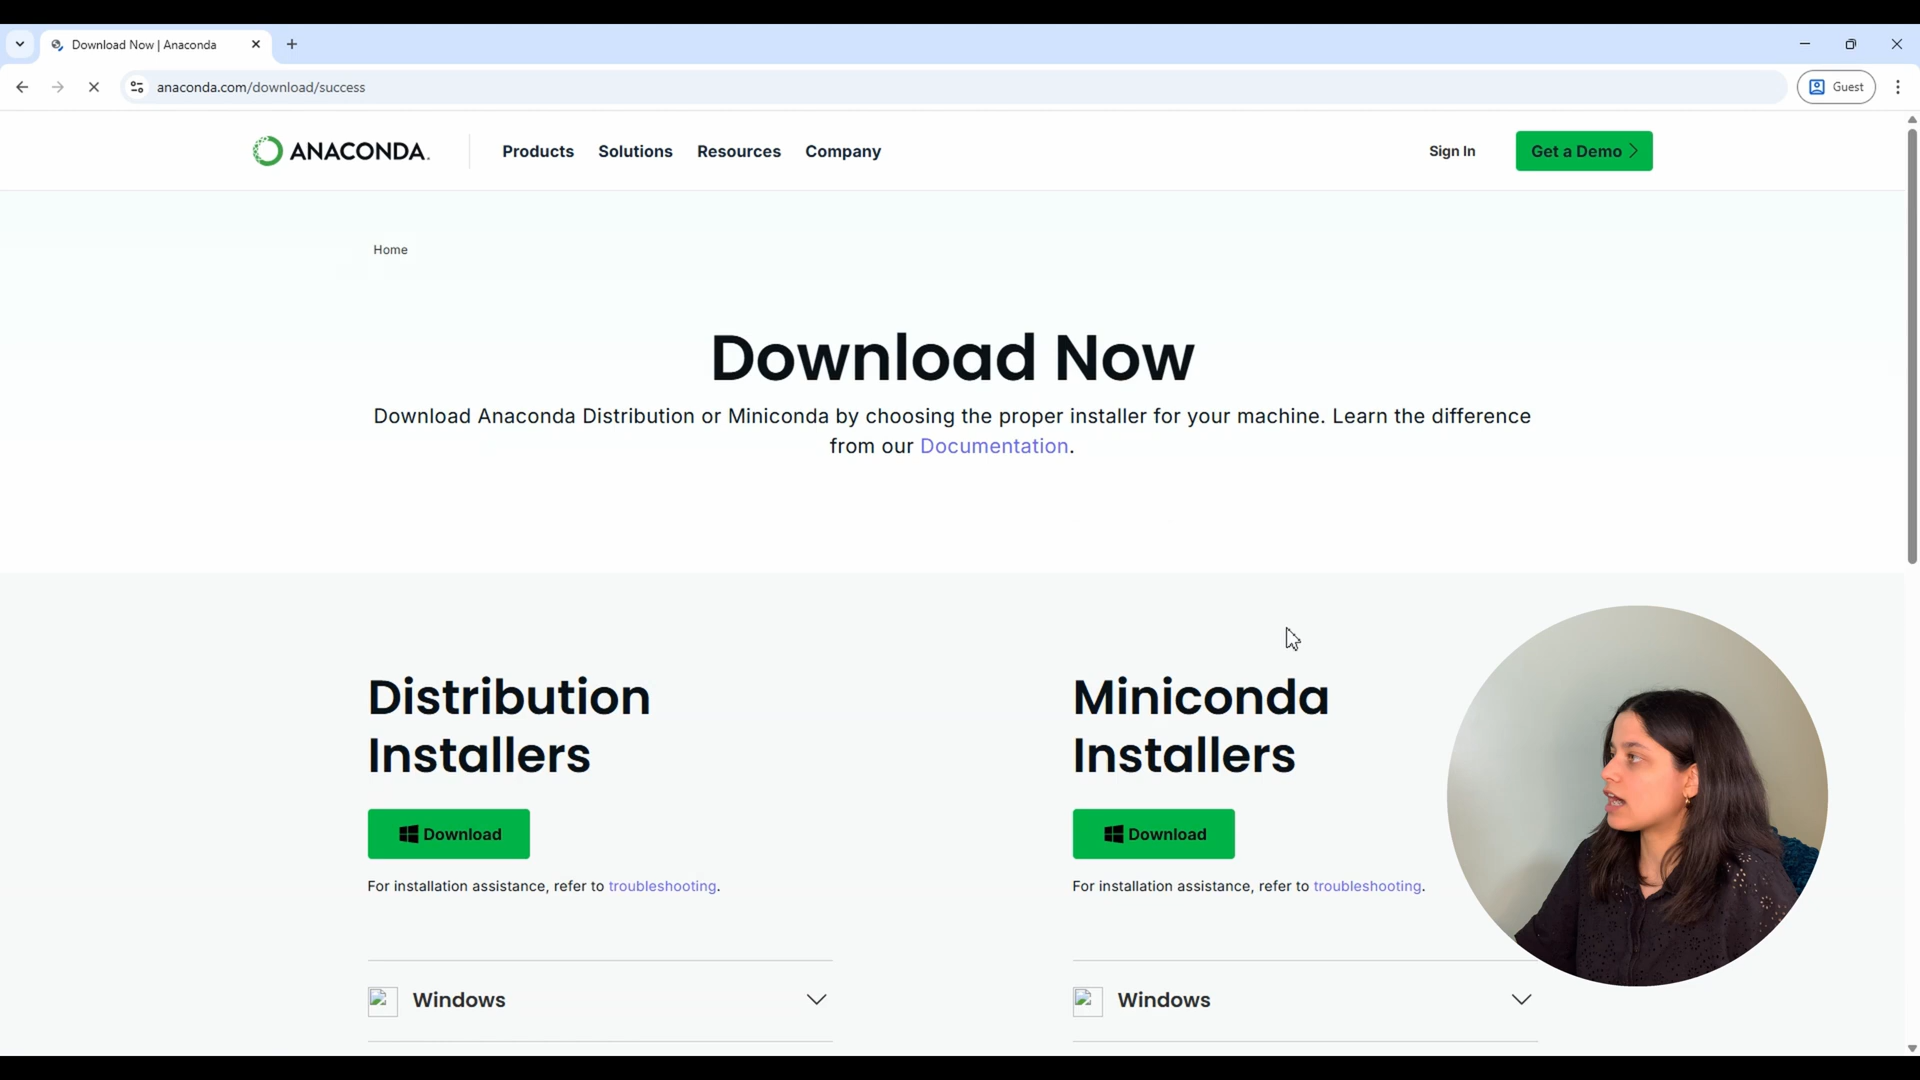 Download Now | Anaconda
anaconda.com/download/success
Guest
ANACONDA.
Products
Solutions
Resources
Company
Sign In
Get a Demo
Home
Download Now
Download Anaconda Distribution or Miniconda by choosing the proper installer for your machine. Learn the difference
from our Documentation.
Distribution
Installers
Download
For installation assistance, refer to troubleshooting.
Windows
Miniconda
Installers
Download
For installation assistance, refer to troubleshooting.
Windows